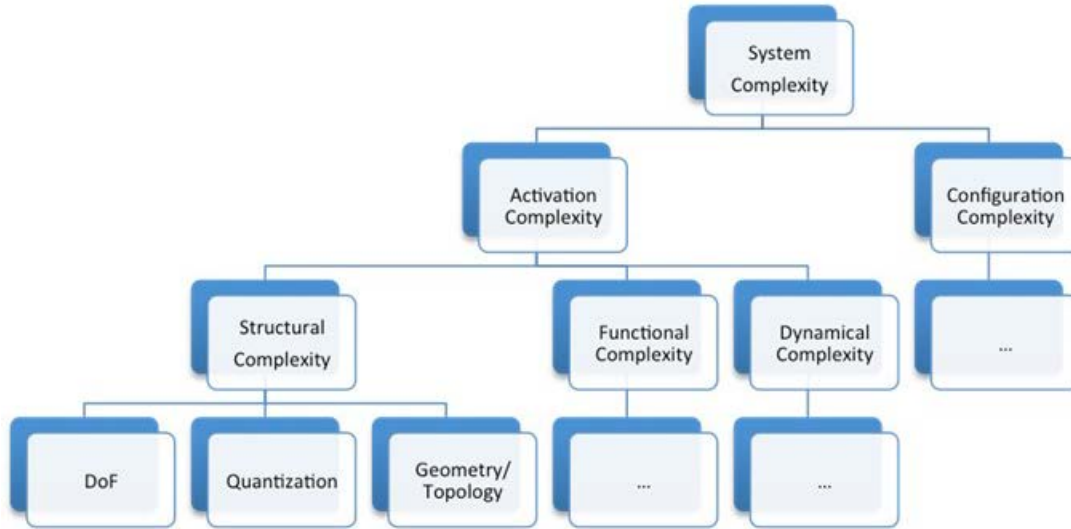 System
Complexity
Activation
Complexity
Configuration
Complexity
Structural
Complexity
Functional
Complexity
Dynamical
Complexity
...
DoF
Quantization
Geometry/
Topology
...
...